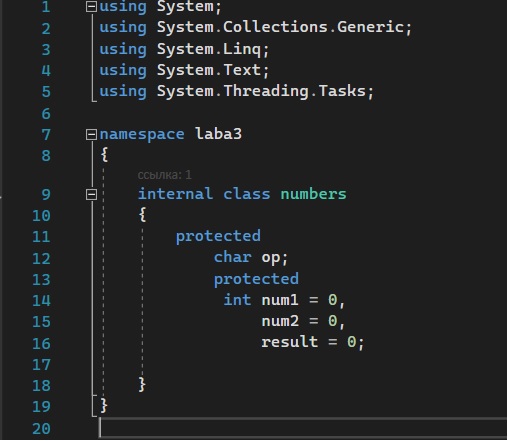 1 using System;
2 using System.Collections.Generic;
3 using System.Linq;
4 using System.Text;
5 using System.Threading.Tasks;
6
7 namespace laba3
8 {
ссылка: 1
9 internal class numbers
10 {
11 protected
12 char op;
13 protected
14 int num1 = 0,
15 num2 = 0,
16 result = 0;
17
18 }
19 }
20